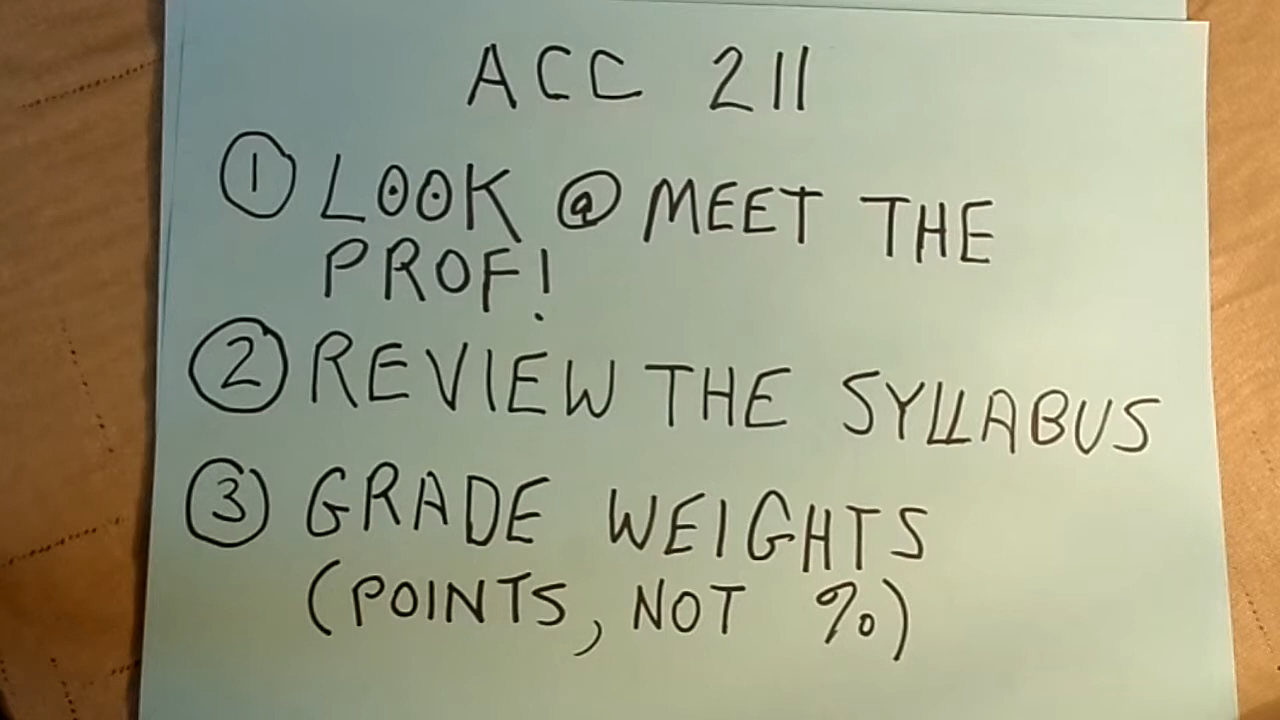 ACC 211
① LOOK @ MEET THE
PROF!
② REVIEW THE SYLLABUS
③ GRADE WEIGHTS
(POINTS, NOT %)